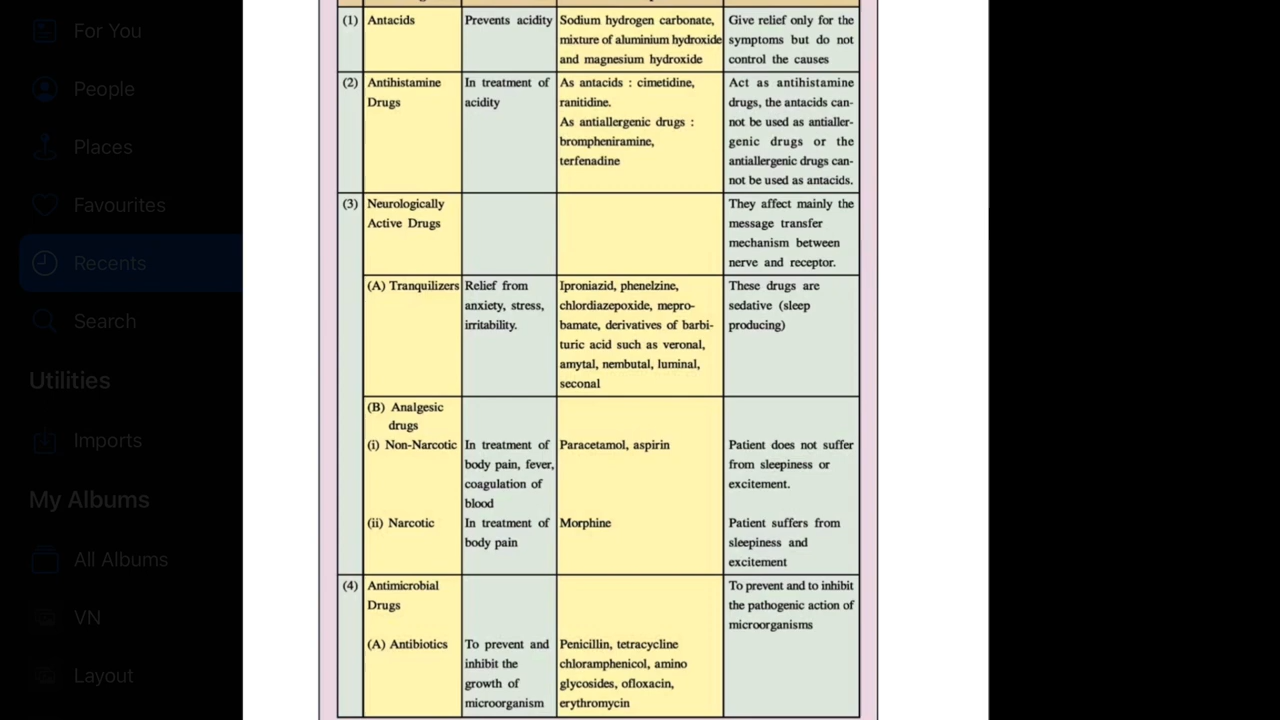 For You
People
Places
Favourites
Recents
Search
Utilities
Imports
My Albums
All Albums
VN
Layout
(1) Antacids Prevents acidity Sodium hydrogen carbonate, Give relief only for the
mixture of aluminium hydroxide symptoms but do not
and magnesium hydroxide control the causes
(2) Antihistamine In treatment of As antacids : cimetidine, Act as antihistamine
Drugs acidity ranitidine. drugs, the antacids can-
As antiallergenic drugs : not be used as antialler-
brompheniramine, genic drugs or the
terfenadine antiallergenic drugs can-
not be used as antacids.
(3) Neurologically They affect mainly the
Active Drugs message transfer
mechanism between
nerve and receptor.
(A) Tranquilizers Relief from Iproniazid, phenelzine, These drugs are
anxiety, stress, chlordiazepoxide, mepro- sedative (sleep
irritability. bamate, derivatives of barbi- producing)
turic acid such as veronal,
amytal, nembutal, luminal,
seconal
(B) Analgesic
drugs
(i) Non-Narcotic In treatment of Paracetamol, aspirin Patient does not suffer
body pain, fever, from sleepiness or
coagulation of excitement.
blood
(ii) Narcotic In treatment of Morphine Patient suffers from
body pain sleepiness and
excitement
(4) Antimicrobial To prevent and to inhibit
Drugs the pathogenic action of
microorganisms
(A) Antibiotics To prevent and Penicillin, tetracycline
inhibit the chloramphenicol, amino
growth of glycosides, ofloxacin,
microorganism erythromycin